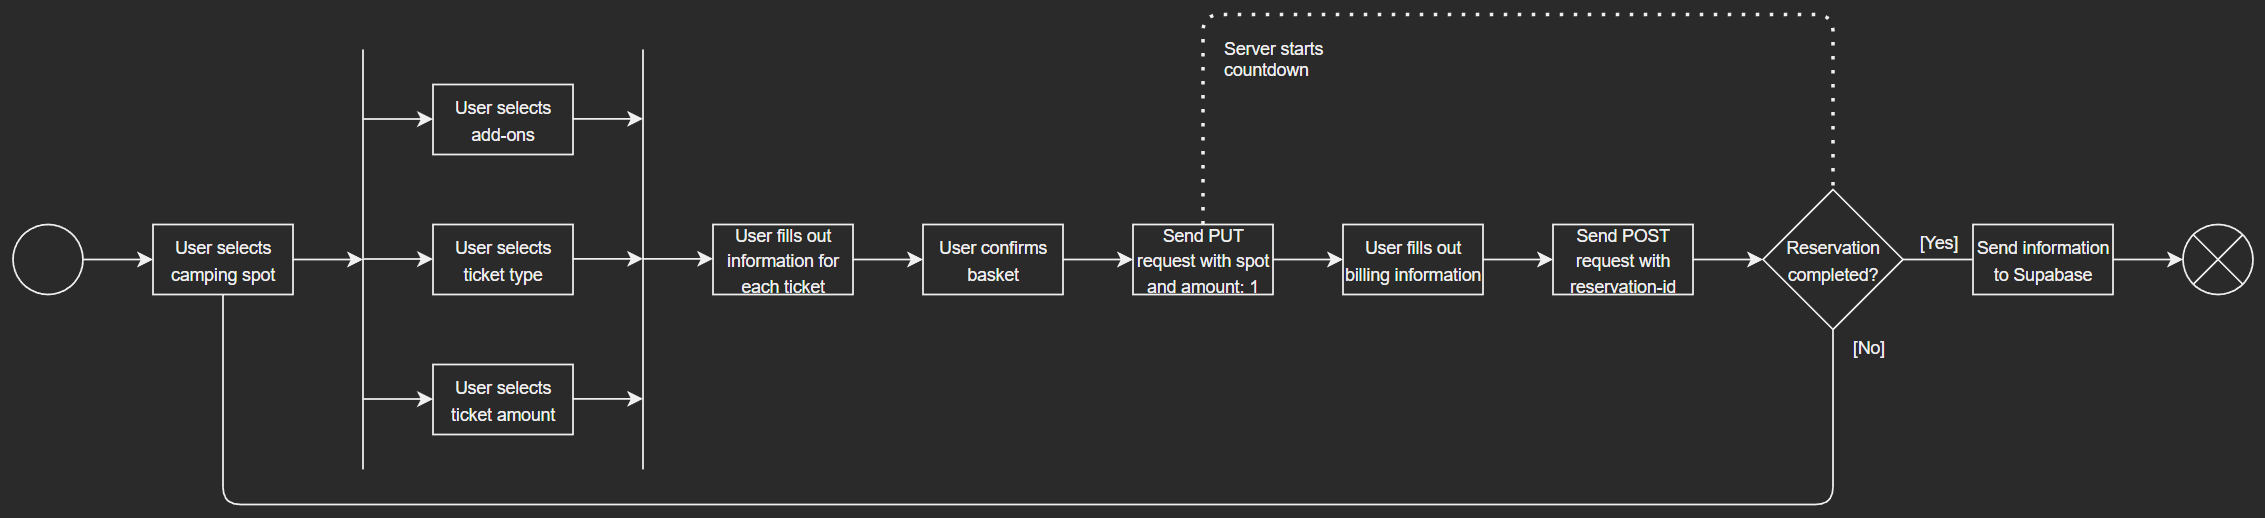 Server starts
countdown
User selects
add-ons
User selects
camping spot
User selects
ticket type
User selects
ticket amount
User fills out
information for
each ticket
User confirms
basket
Send PUT
request with spot
and amount: 1
User fills out
billing information
Send POST
request with
reservation-id
Reservation
completed?
[Yes]
[No]
Send information
to Supabase